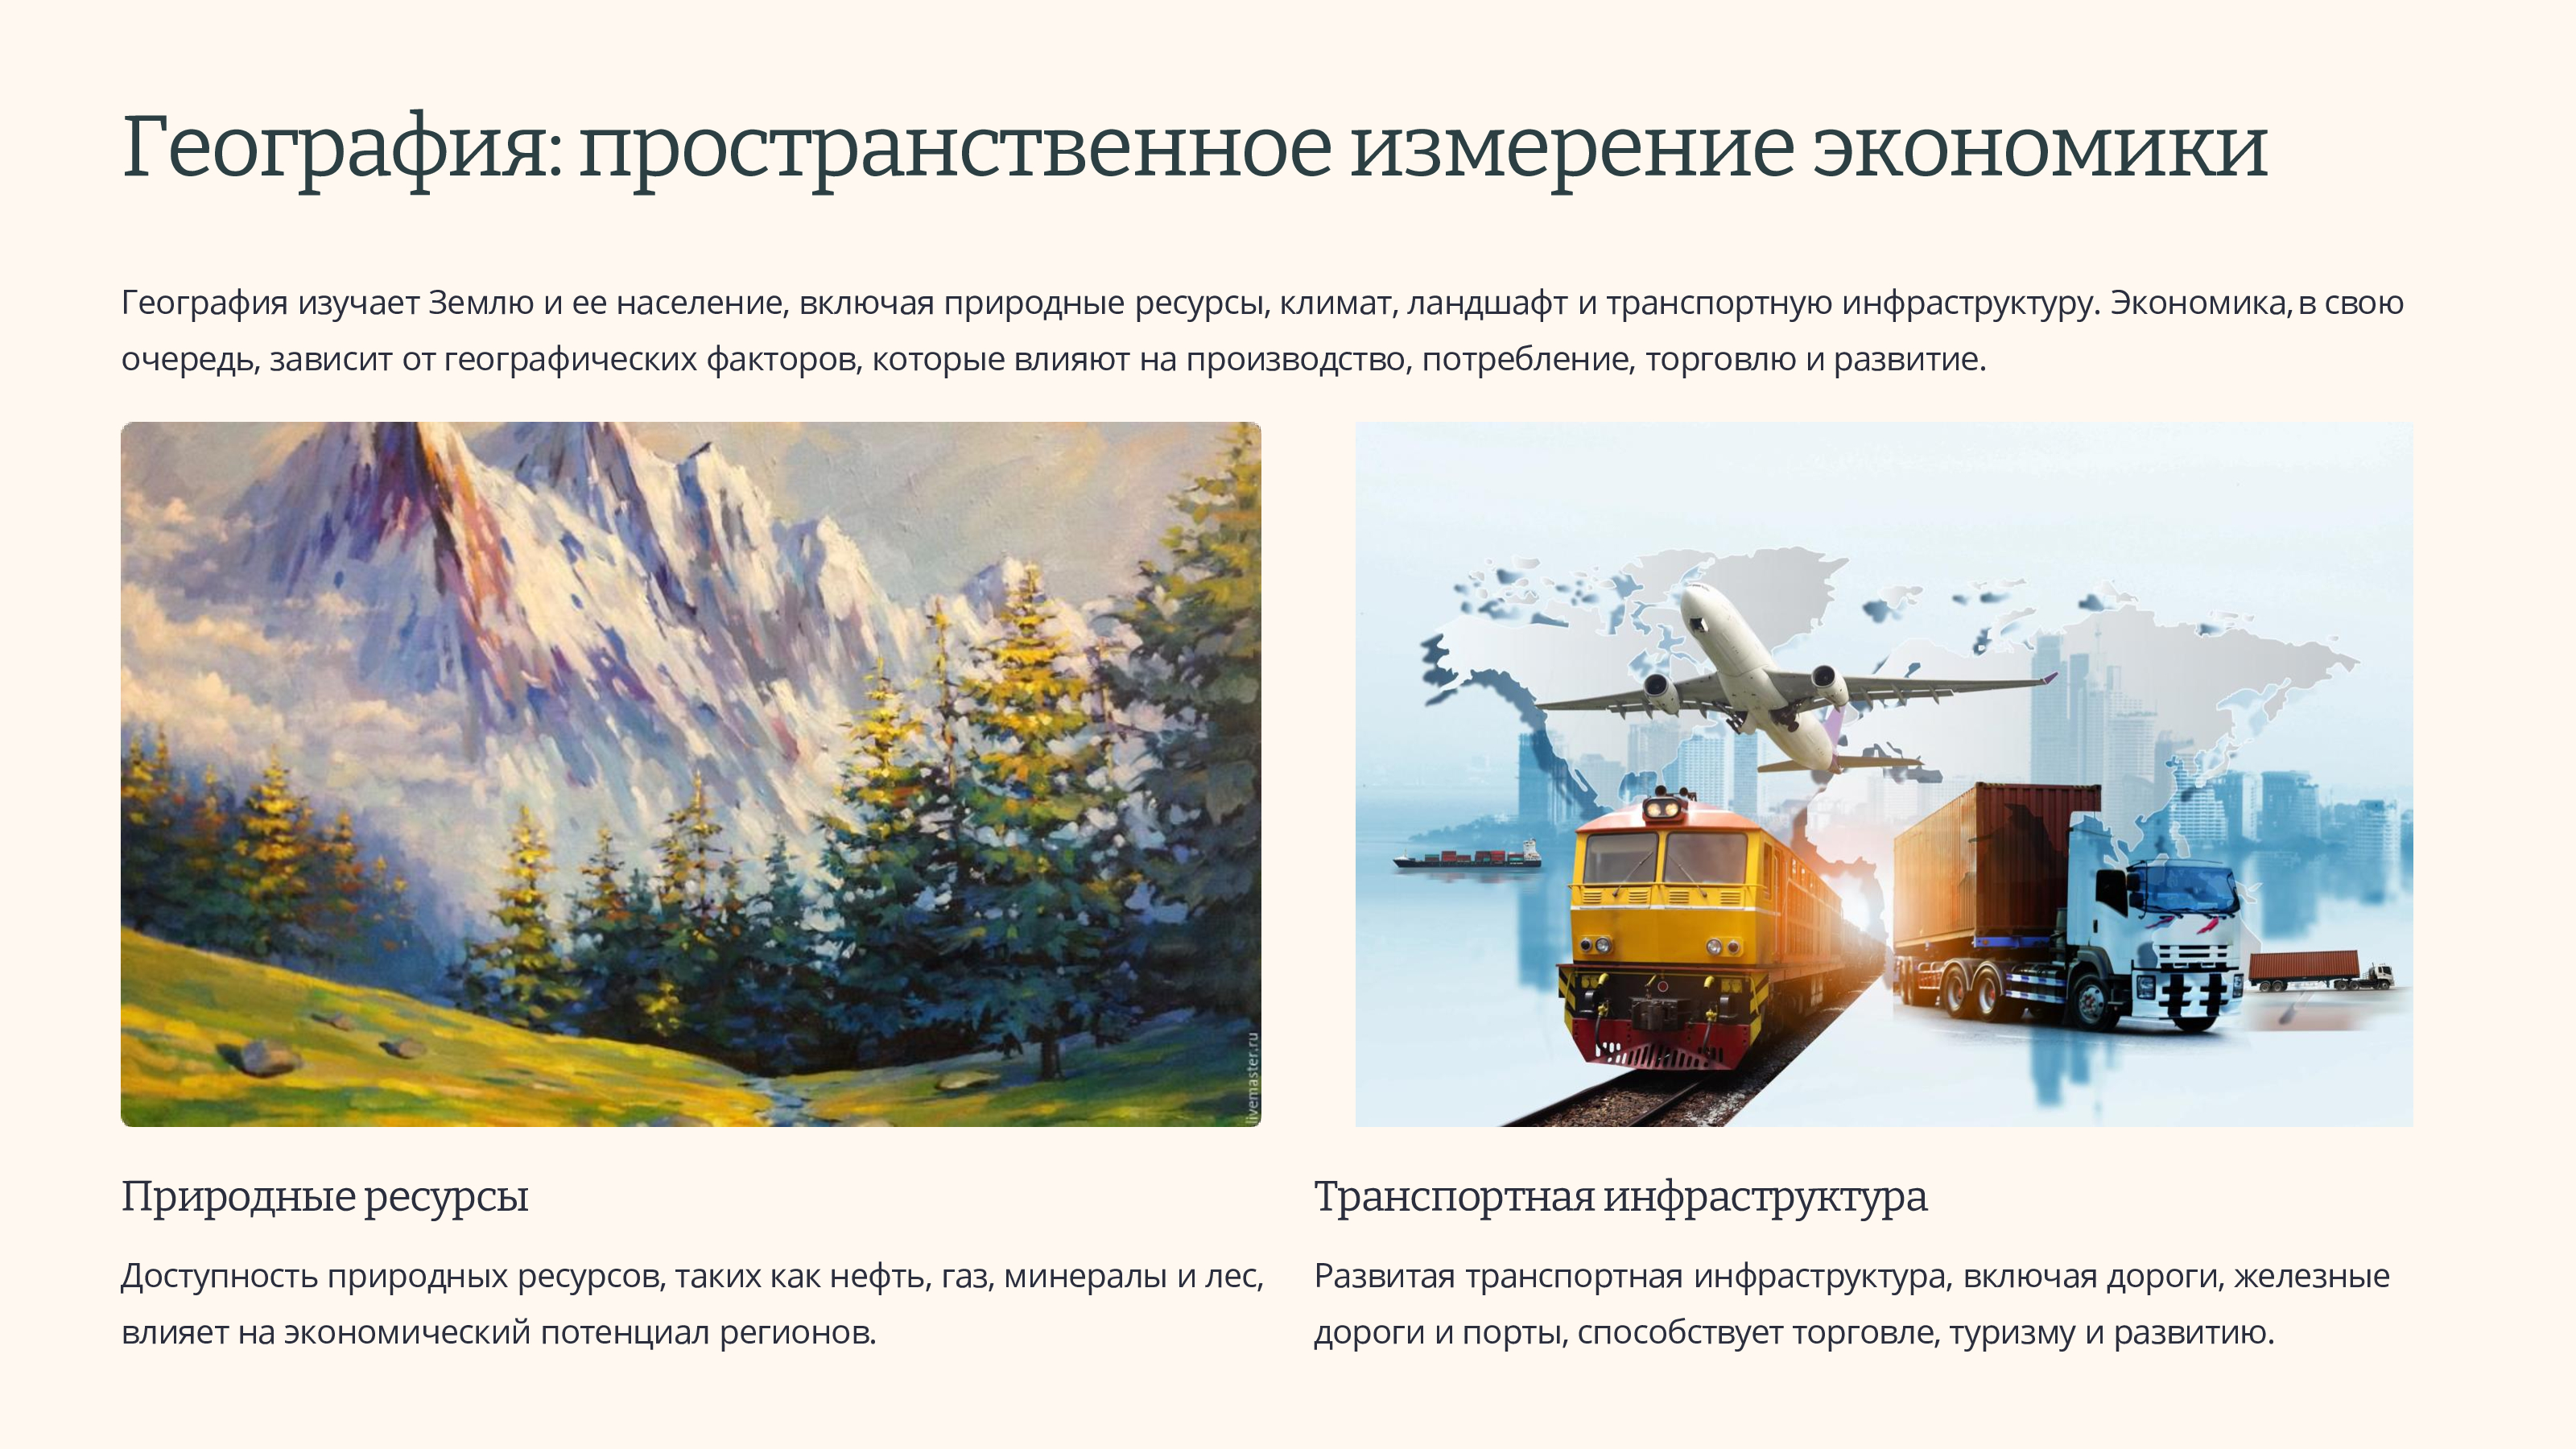 География: пространственное измерение экономики
География изучает Землю и ее население, включая природные ресурсы, климат, ландшафт и транспортную инфраструктуру. Экономика, в свою
очередь, зависит от географических факторов, которые влияют на производство, потребление, торговлю и развитие.
livemaster.ru
Природные ресурсы
Доступность природных ресурсов, таких как нефть, газ, минералы и лес,
влияет на экономический потенциал регионов.
Транспортная инфраструктура
Развитая транспортная инфраструктура, включая дороги, железные
дороги и порты, способствует торговле, туризму и развитию.